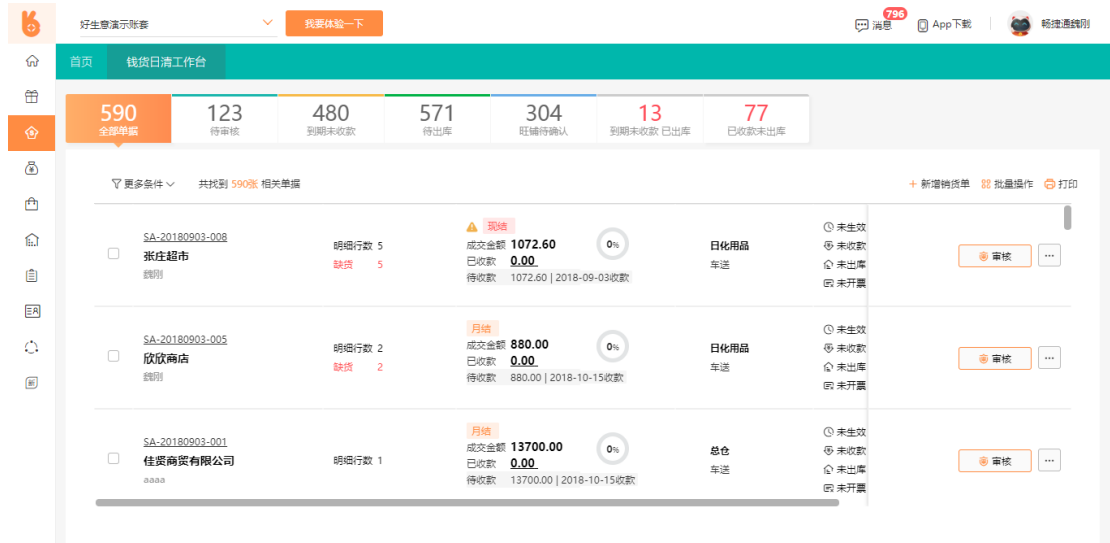 好生意演示账套
我要体验一下
796
消息
App下载
畅捷通魏刚
首页
钱货日清工作台
590
全部单据
123
待审核
480
到期未收款
571
待出库
304
旺铺待确认
13
到期未收款 已出库
77
已收款未出库
更多条件
共找到 590张 相关单据
新增销货单
批量操作
打印
SA-20180903-008
张庄超市
魏刚
明细行数 5
缺货 5
现结
成交金额 1072.60
已收款 0.00
待收款 1072.60 | 2018-09-03收款
0%
日化用品
车送
未生效
未收款
未出库
未开票
审核
...
SA-20180903-005
欣欣商店
魏刚
明细行数 2
缺货 2
月结
成交金额 880.00
已收款 0.00
待收款 880.00 | 2018-10-15收款
0%
日化用品
车送
未生效
未收款
未出库
未开票
审核
...
SA-20180903-001
佳贤商贸有限公司
aaaa
明细行数 1
月结
成交金额 13700.00
已收款 0.00
待收款 13700.00 | 2018-10-15收款
0%
总仓
车送
未生效
未收款
未出库
未开票
审核
...